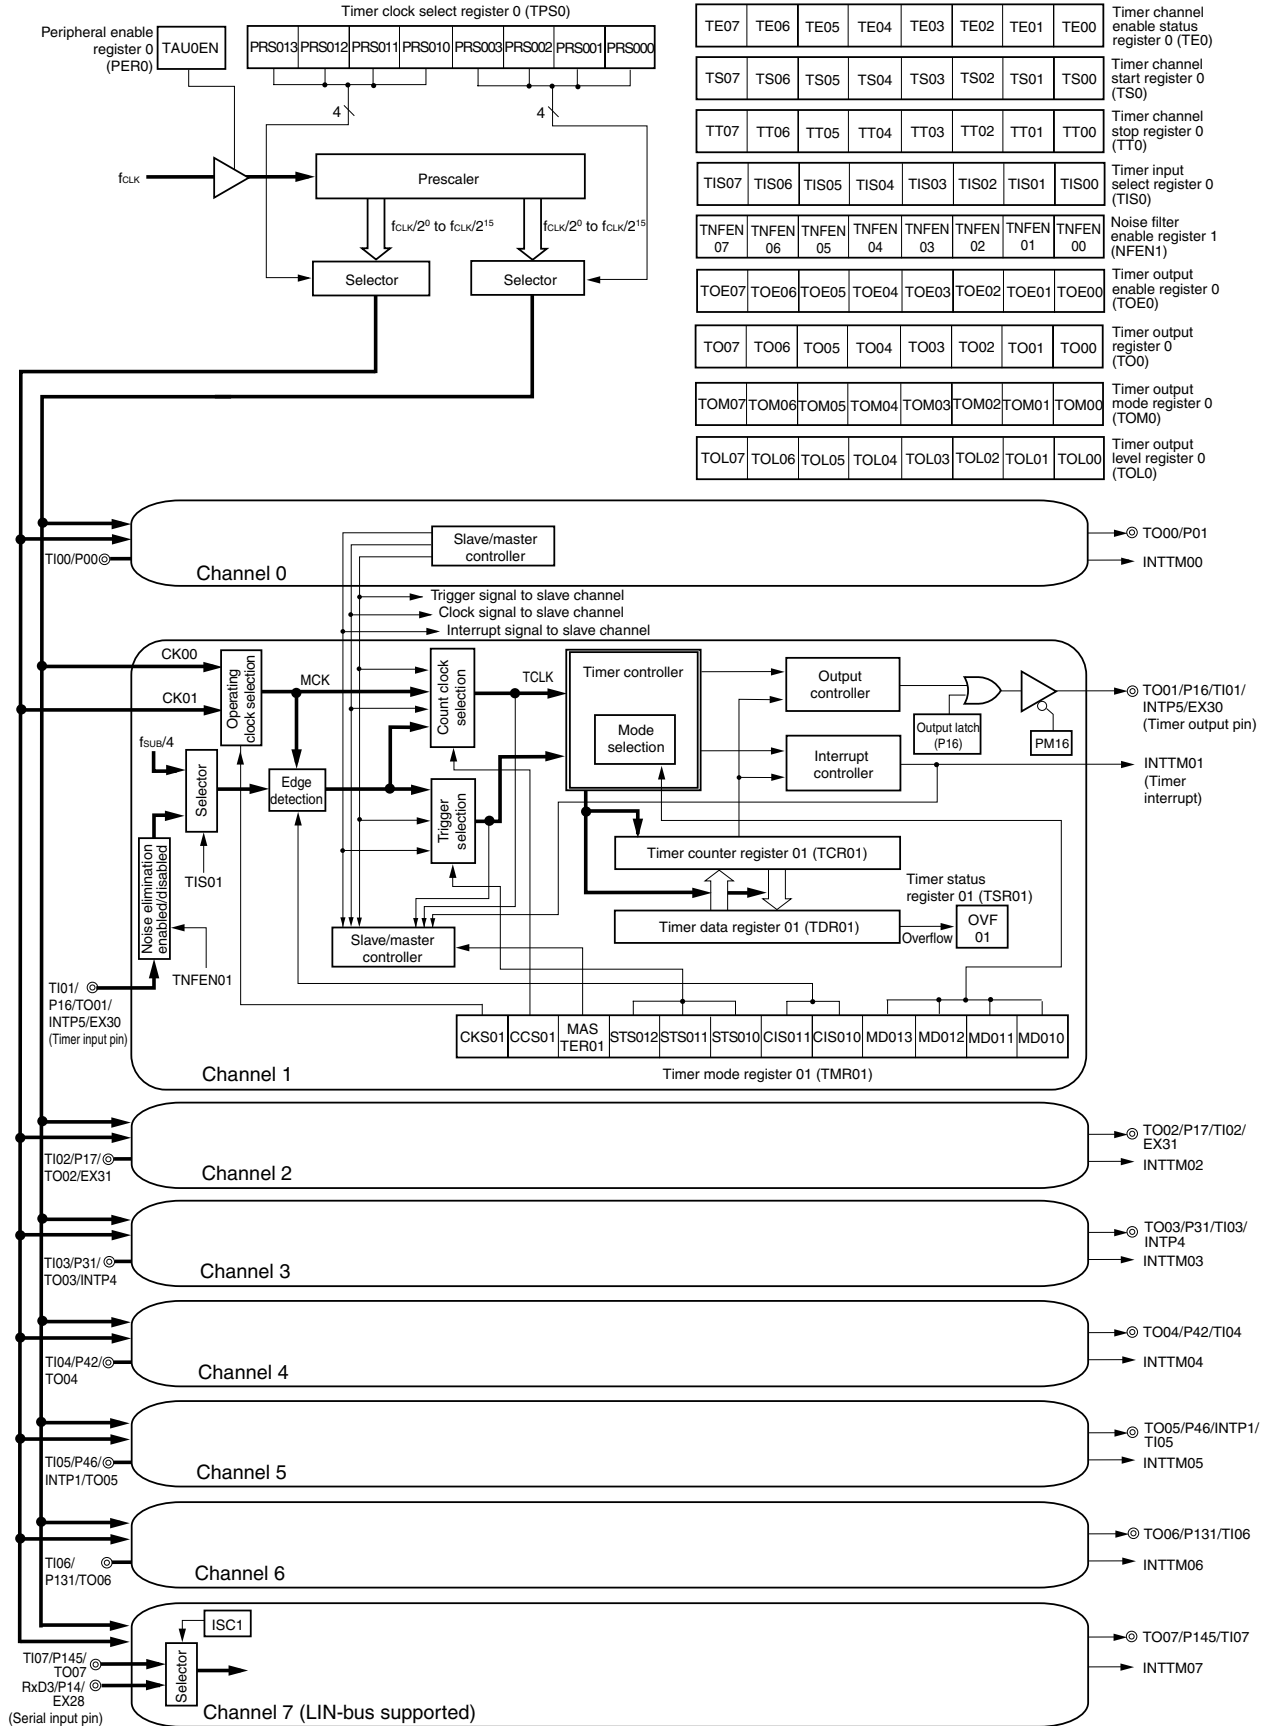 Timer clock select register 0 (TPS0)
Peripheral enable
register 0
(PER0)
TAU0EN
PRS013 PRS012 PRS011 PRS010 PRS003 PRS002 PRS001 PRS000
4
4
fCLK
Prescaler
fCLK/2⁰ to fCLK/2¹⁵
fCLK/2⁰ to fCLK/2¹⁵
Selector
Selector
TE07 TE06 TE05 TE04 TE03 TE02 TE01 TE00
Timer channel
enable status
register 0 (TE0)
TS07 TS06 TS05 TS04 TS03 TS02 TS01 TS00
Timer channel
start register 0
(TS0)
TT07 TT06 TT05 TT04 TT03 TT02 TT01 TT00
Timer channel
stop register 0
(TT0)
TIS07 TIS06 TIS05 TIS04 TIS03 TIS02 TIS01 TIS00
Timer input
select register 0
(TIS0)
TNFEN TNFEN TNFEN TNFEN TNFEN TNFEN TNFEN TNFEN
07 06 05 04 03 02 01 00
Noise filter
enable register 1
(NFEN1)
TOE07 TOE06 TOE05 TOE04 TOE03 TOE02 TOE01 TOE00
Timer output
enable register 0
(TOE0)
TO07 TO06 TO05 TO04 TO03 TO02 TO01 TO00
Timer output
register 0
(TO0)
TOM07 TOM06 TOM05 TOM04 TOM03 TOM02 TOM01 TOM00
Timer output
mode register 0
(TOM0)
TOL07 TOL06 TOL05 TOL04 TOL03 TOL02 TOL01 TOL00
Timer output
level register 0
(TOL0)
TI00/P00
Slave/master
controller
Channel 0
TO00/P01
INTTM00
Trigger signal to slave channel
Clock signal to slave channel
Interrupt signal to slave channel
CK00
CK01
Operating
clock selection
MCK
fSUB/4
Selector
TIS01
Edge
detection
Noise elimination
enabled/disabled
TNFEN01
TI01/
P16/TO01/
INTP5/EX30
(Timer input pin)
Count clock
selection
TCLK
Trigger
selection
Slave/master
controller
Timer controller
Mode
selection
Output
controller
Interrupt
controller
Output latch
(P16)
PM16
TO01/P16/TI01/
INTP5/EX30
(Timer output pin)
INTTM01
(Timer
interrupt)
Timer counter register 01 (TCR01)
Timer data register 01 (TDR01)
Timer status
register 01 (TSR01)
Overflow
OVF
01
CKS01 CCS01 MAS
TER01 STS012 STS011 STS010 CIS011 CIS010 MD013 MD012 MD011 MD010
Timer mode register 01 (TMR01)
Channel 1
TI02/P17/
TO02/EX31
Channel 2
TO02/P17/TI02/
EX31
INTTM02
TI03/P31/
TO03/INTP4
Channel 3
TO03/P31/TI03/
INTP4
INTTM03
TI04/P42/
TO04
Channel 4
TO04/P42/TI04
INTTM04
TI05/P46/
INTP1/TO05
Channel 5
TO05/P46/INTP1/
TI05
INTTM05
TI06/
P131/TO06
Channel 6
TO06/P131/TI06
INTTM06
ISC1
TI07/P145/
TO07
RxD3/P14/
EX28
(Serial input pin)
Selector
Channel 7 (LIN-bus supported)
TO07/P145/TI07
INTTM07